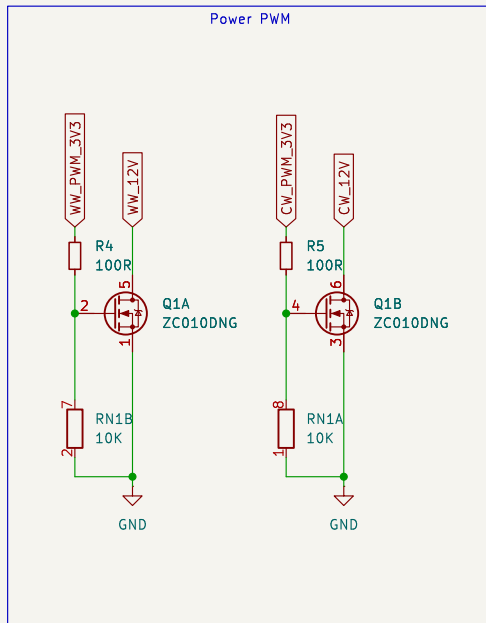 Power PWM
WW_PWM_3V3
WW_12V
CW_PWM_3V3
CW_12V
R4
100R
R5
100R
5
2
1
Q1A
ZC010DNG
6
4
3
Q1B
ZC010DNG
7
2
RN1B
10K
8
1
RN1A
10K
GND
GND